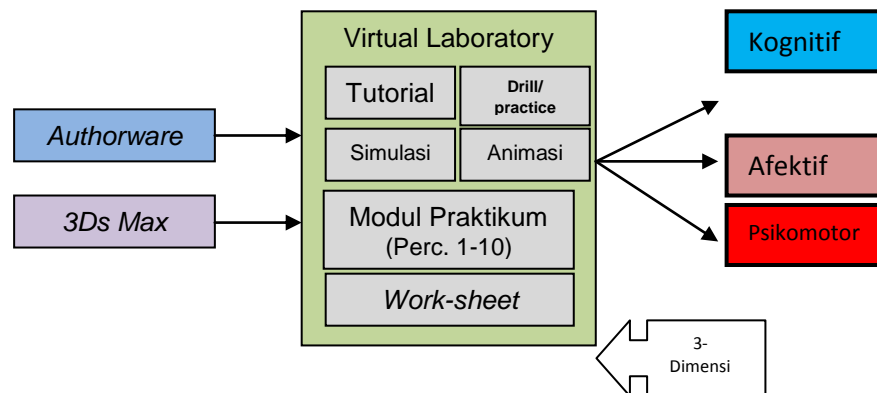 Virtual Laboratory
Tutorial
Drill/
practice
Simulasi
Animasi
Modul Praktikum
(Perc. 1-10)
Work-sheet
Authorware
3Ds Max
Kognitif
Afektif
Psikomotor
3-
Dimensi